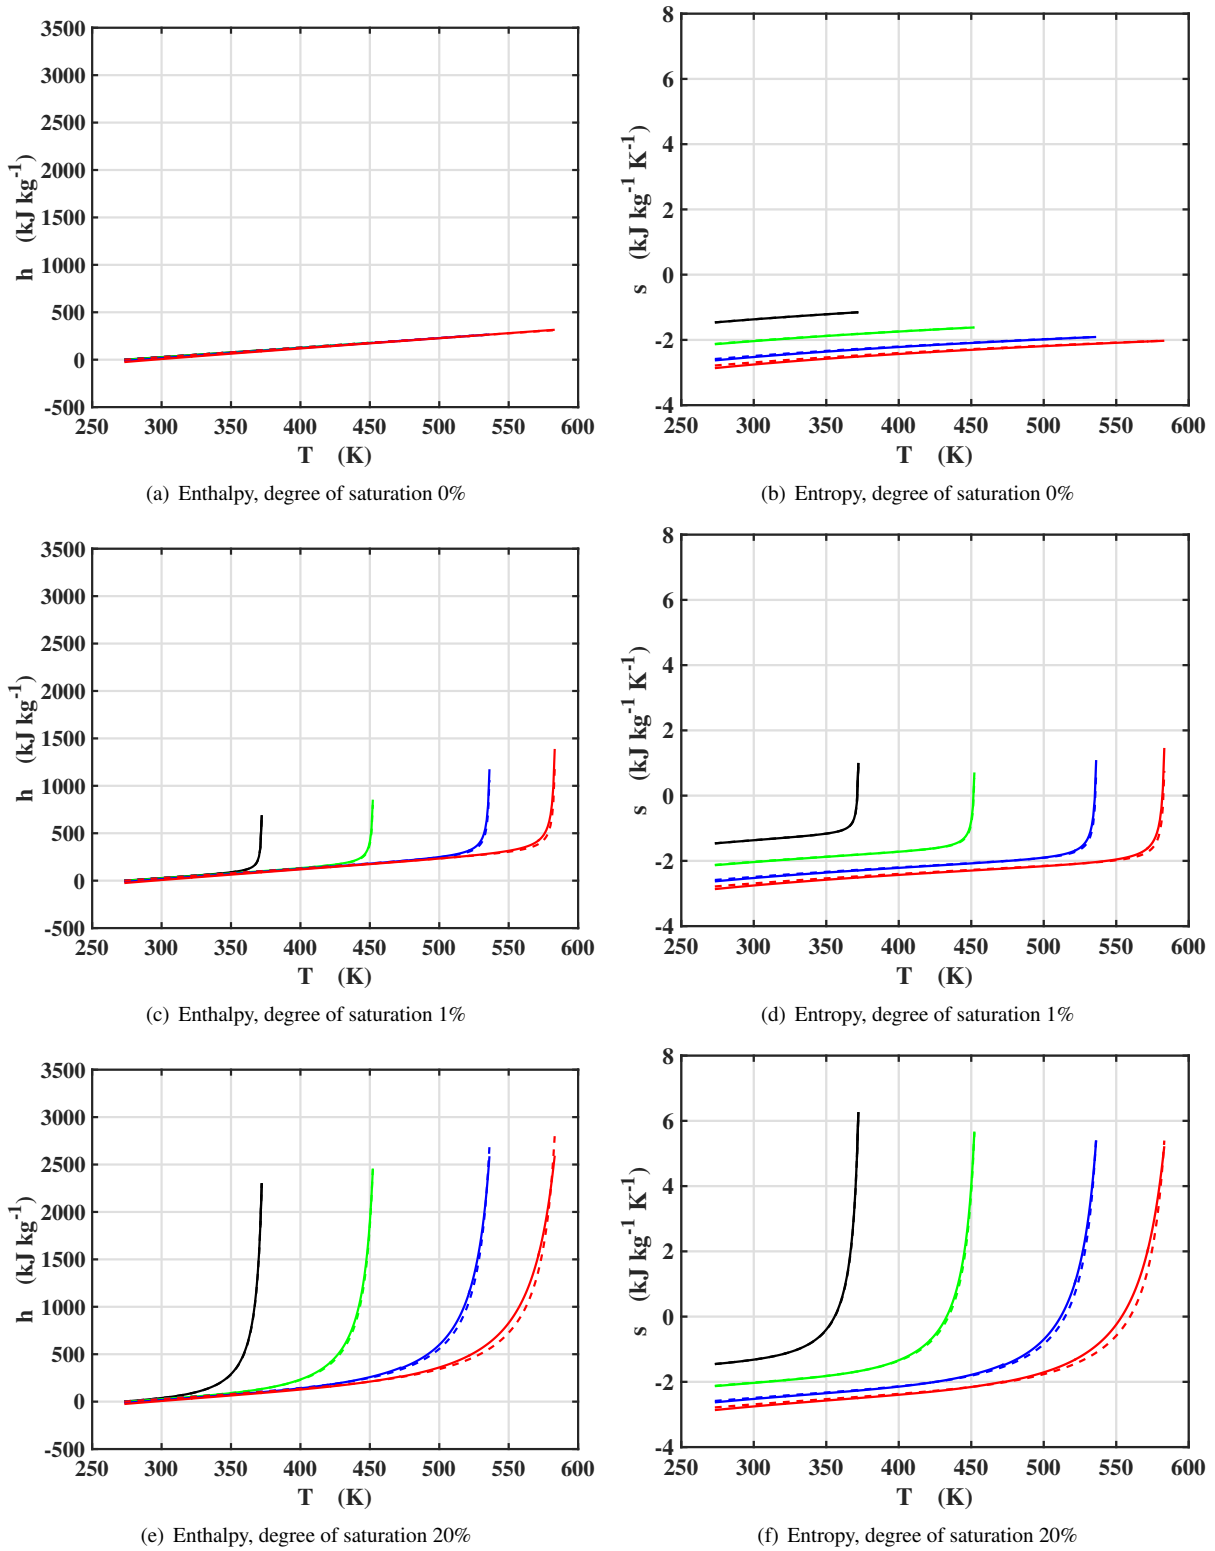 3500
3000
2500
2000
1500
1000
500
0
-500
250 300 350 400 450 500 550 600
h (kJ kg-1)
T (K)
(a) Enthalpy, degree of saturation 0%
8
6
4
2
0
-2
-4
250 300 350 400 450 500 550 600
s (kJ kg-1 K-1)
T (K)
(b) Entropy, degree of saturation 0%
3500
3000
2500
2000
1500
1000
500
0
-500
250 300 350 400 450 500 550 600
h (kJ kg-1)
T (K)
(c) Enthalpy, degree of saturation 1%
8
6
4
2
0
-2
-4
250 300 350 400 450 500 550 600
s (kJ kg-1 K-1)
T (K)
(d) Entropy, degree of saturation 1%
3500
3000
2500
2000
1500
1000
500
0
-500
250 300 350 400 450 500 550 600
h (kJ kg-1)
T (K)
(e) Enthalpy, degree of saturation 20%
8
6
4
2
0
-2
-4
250 300 350 400 450 500 550 600
s (kJ kg-1 K-1)
T (K)
(f) Entropy, degree of saturation 20%